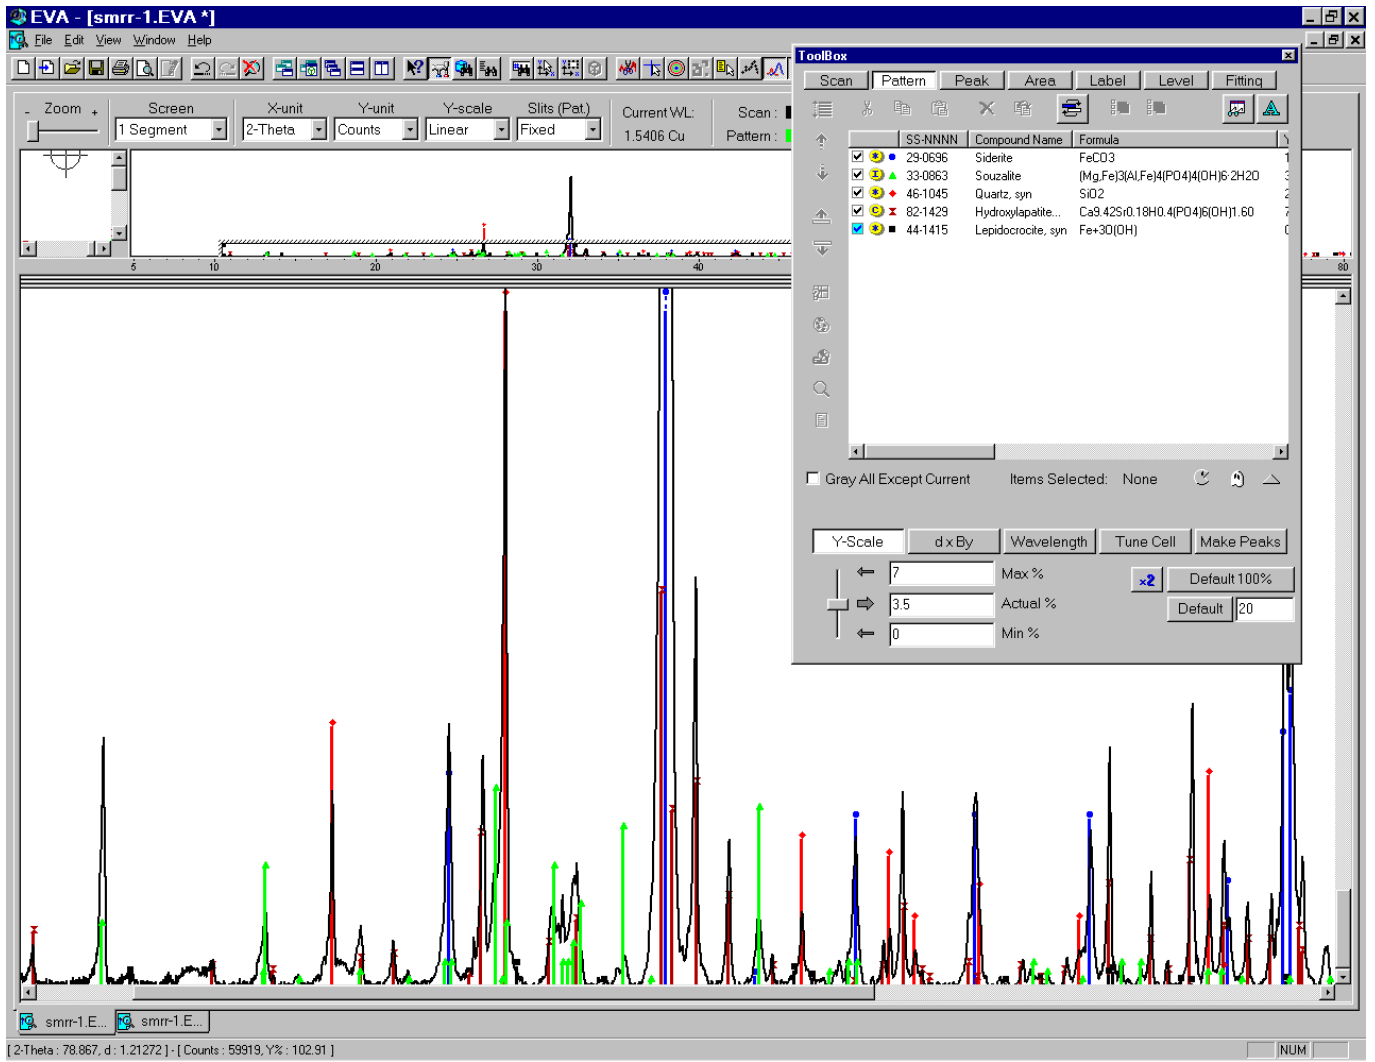 EVA - [smrr-1.EVA *]
File Edit View Window Help
ToolBox
Scan Pattern Peak Area Label Level Fitting
- Zoom + Screen X-unit Y-unit Y-scale Slits (Pat.) Current WL: Scan :
1 Segment 2-Theta Counts Linear Fixed 1.5406 Cu Pattern :
SS-NNNN Compound Name Formula
29-0696 Siderite FeCO3
33-0863 Souzalite (Mg,Fe)3(Al,Fe)4(PO4)4(OH)6·2H2O
46-1045 Quartz, syn SiO2
82-1429 Hydroxylapatite... Ca9.42Sr0.18H0.4(PO4)6(OH)1.60
44-1415 Lepidocrocite, syn Fe+3O(OH)
5 10 20 30 40 80
Gray All Except Current Items Selected: None
Y-Scale d x By Wavelength Tune Cell Make Peaks
7 Max % x2 Default 100%
3.5 Actual % Default 20
0 Min %
smrr-1.E... smrr-1.E...
[ 2-Theta : 78.867, d : 1.21272 ] - [ Counts : 59919, Y% : 102.91 ] NUM